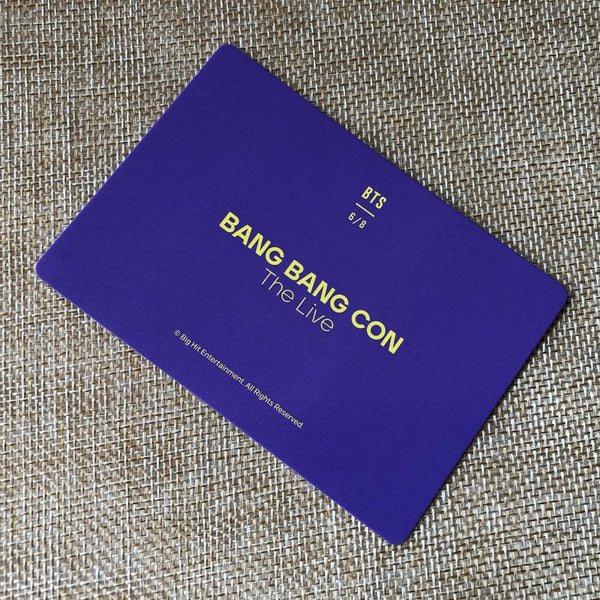 BTS
6/8
BANG BANG CON
The Live
© Big Hit Entertainment. All Rights Reserved.